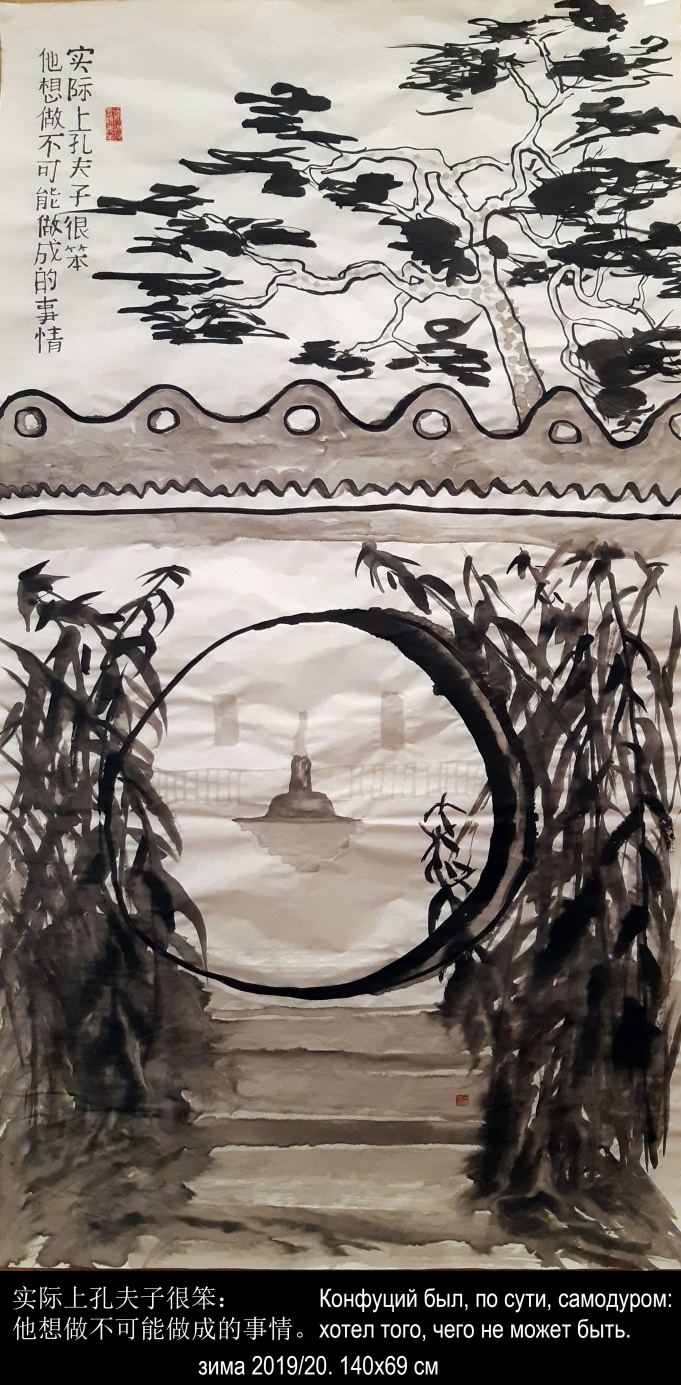 实际上孔夫子很笨
他想做不可能做成的事情
实际上孔夫子很笨：
他想做不可能做成的事情。
Конфуций был, по сути, самодуром:
хотел того, чего не может быть.
зима 2019/20. 140х69 см